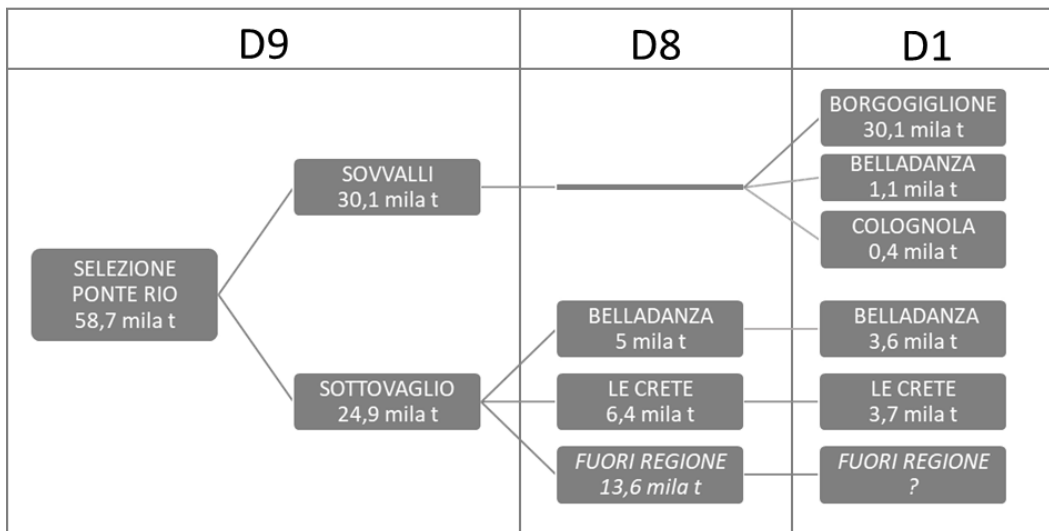 D9
D8
D1
SELEZIONE
PONTE RIO
58,7 mila t
SOVVALLI
30,1 mila t
SOTTOVAGLIO
24,9 mila t
BELLADANZA
5 mila t
LE CRETE
6,4 mila t
FUORI REGIONE
13,6 mila t
BORGOGIGLIONE
30,1 mila t
BELLADANZA
1,1 mila t
COLOGNOLA
0,4 mila t
BELLADANZA
3,6 mila t
LE CRETE
3,7 mila t
FUORI REGIONE
?